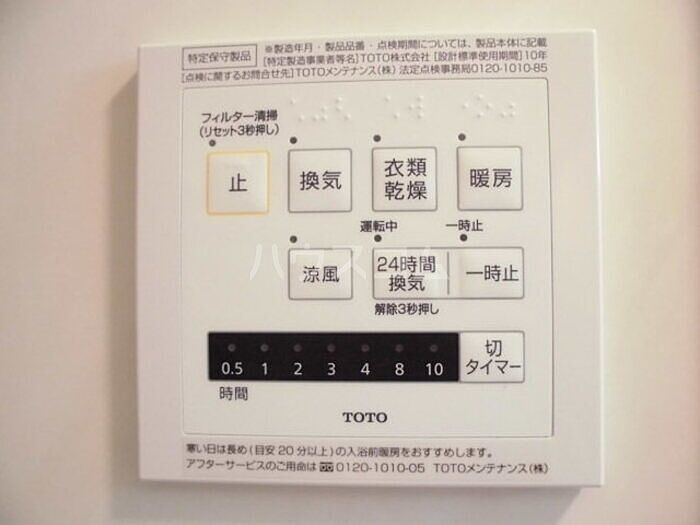 特定保守製品
※製造年月・製品品番・点検期間については、製品本体に記載
[特定製造事業者等名]TOTO株式会社 [設計標準使用期間]10年
[点検に関するお問合せ先]TOTOメンテナンス(株) 法定点検事務局0120-1010-85
フィルター清掃
(リセット3秒押し)
止
換気
衣類
乾燥
暖房
運転中
一時止
涼風
24時間
換気
一時止
解除3秒押し
0.5 1 2 3 4 8 10
切
タイマー
時間
TOTO
寒い日は長め(目安20分以上)の入浴前暖房をおすすめします。
アフターサービスのご用命は 0120-1010-05 TOTOメンテナンス(株)
ハウスコム